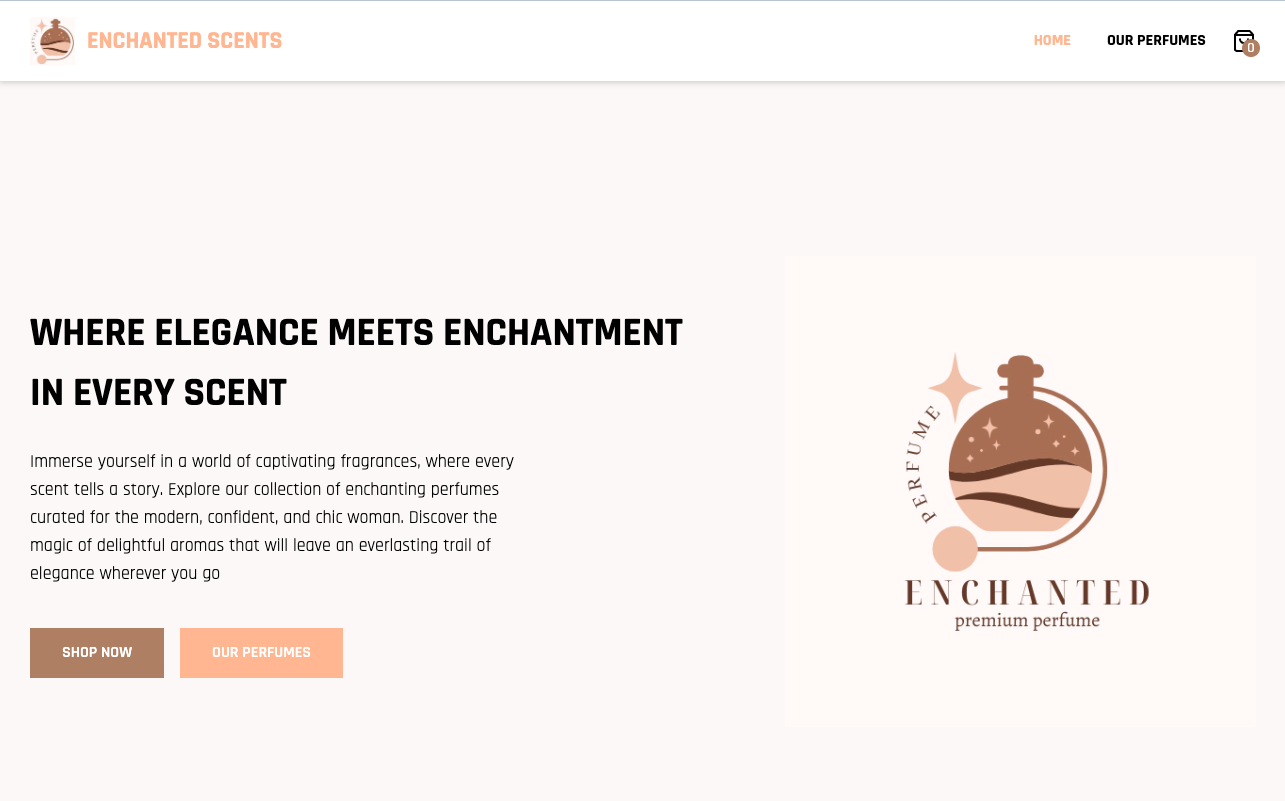 PERFUME
ENCHANTED SCENTS
HOME
OUR PERFUMES
0
WHERE ELEGANCE MEETS ENCHANTMENT
IN EVERY SCENT
Immerse yourself in a world of captivating fragrances, where every
scent tells a story. Explore our collection of enchanting perfumes
curated for the modern, confident, and chic woman. Discover the
magic of delightful aromas that will leave an everlasting trail of
elegance wherever you go
SHOP NOW
OUR PERFUMES
PERFUME
ENCHANTED
premium perfume